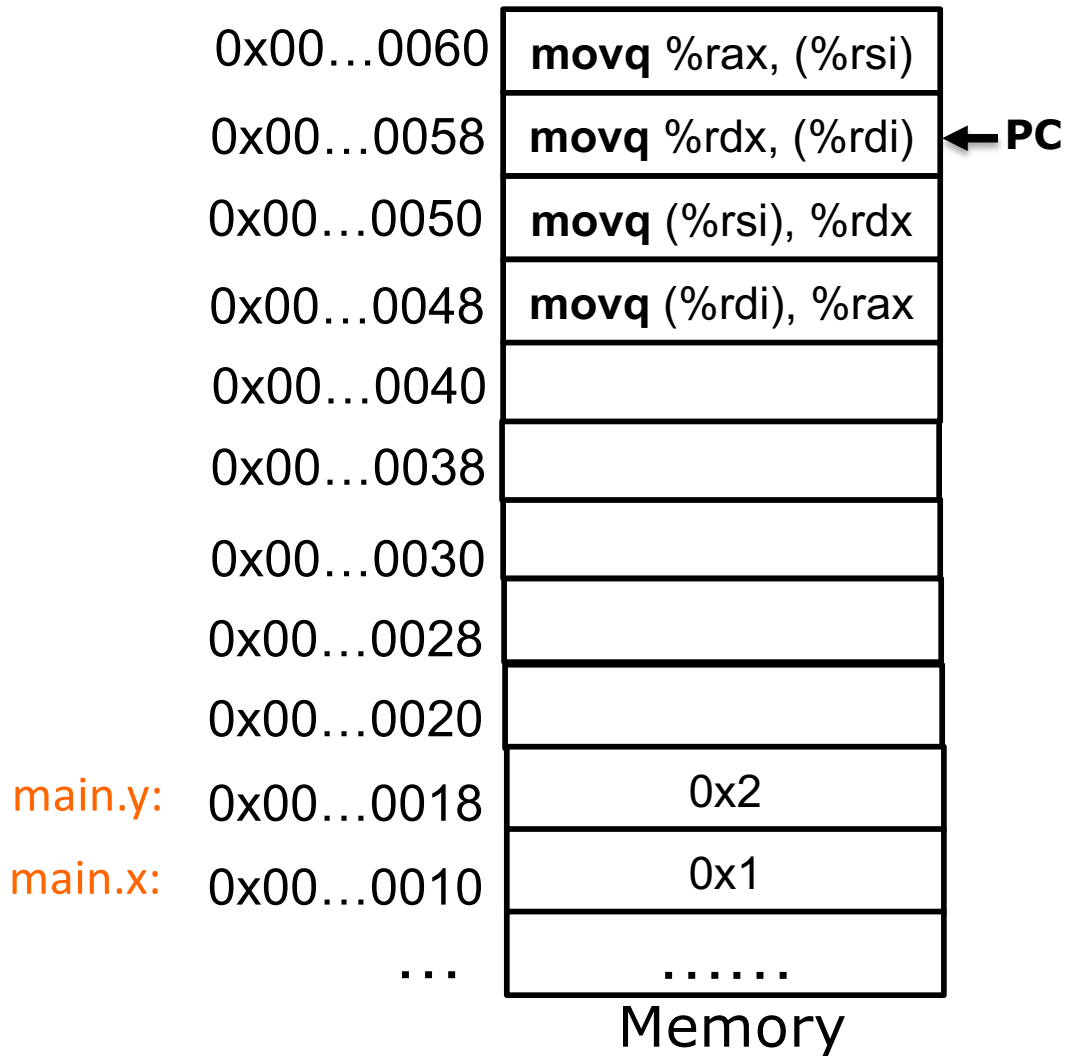 0x00...0060 movq %rax, (%rsi)
0x00...0058 movq %rdx, (%rdi) PC
0x00...0050 movq (%rsi), %rdx
0x00...0048 movq (%rdi), %rax
0x00...0040
0x00...0038
0x00...0030
0x00...0028
0x00...0020
main.y: 0x00...0018 0x2
main.x: 0x00...0010 0x1
... ......
Memory